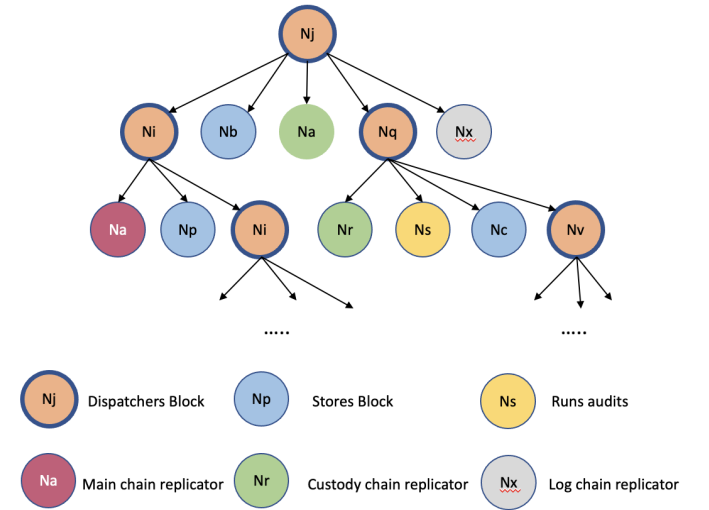 Nj
Ni Nb Na Nq Nx
Na Np Ni Nr Ns Nc Nv
..... .....
Nj Dispatchers Block Np Stores Block Ns Runs audits
Na Main chain replicator Nr Custody chain replicator Nx Log chain replicator